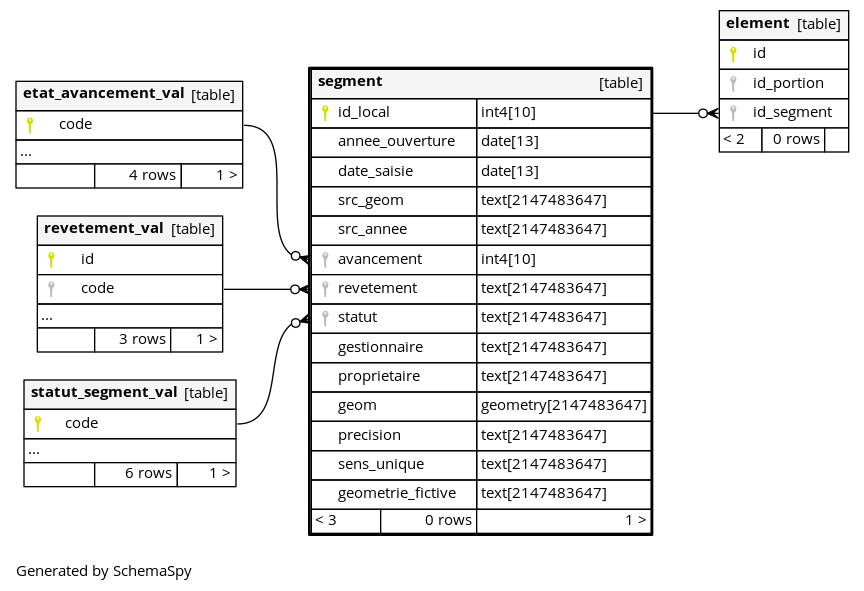 etat_avancement_val [table]
code
...
4 rows 1 >
revetement_val [table]
id
code
...
3 rows 1 >
statut_segment_val [table]
code
...
6 rows 1 >
segment [table]
id_local int4[10]
annee_ouverture date[13]
date_saisie date[13]
src_geom text[2147483647]
src_annee text[2147483647]
avancement int4[10]
revetement text[2147483647]
statut text[2147483647]
gestionnaire text[2147483647]
proprietaire text[2147483647]
geom geometry[2147483647]
precision text[2147483647]
sens_unique text[2147483647]
geometrie_fictive text[2147483647]
< 3 0 rows 1 >
element [table]
id
id_portion
id_segment
< 2 0 rows
Generated by SchemaSpy